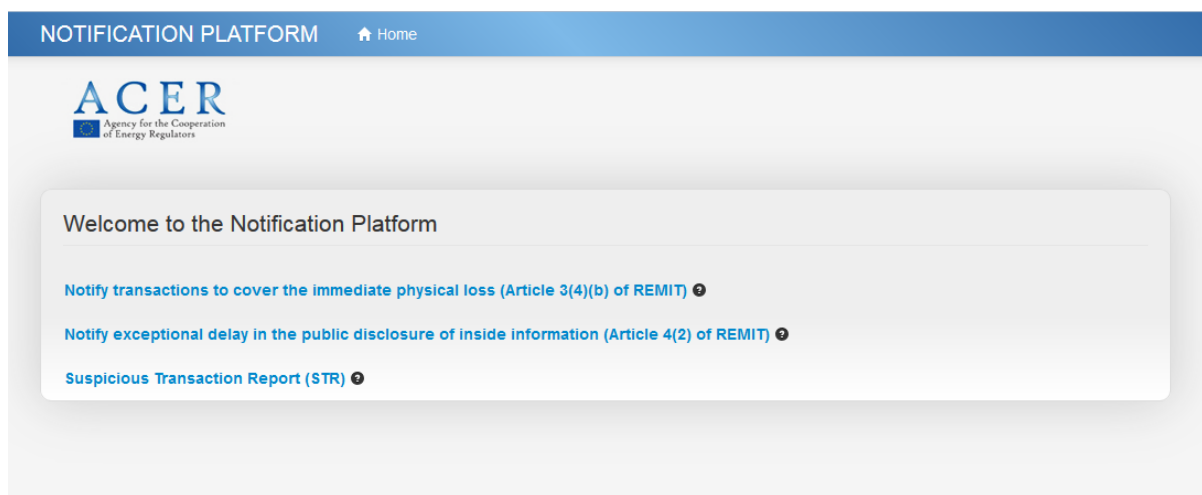 NOTIFICATION PLATFORM Home
ACER
Agency for the Cooperation
of Energy Regulators
Welcome to the Notification Platform
Notify transactions to cover the immediate physical loss (Article 3(4)(b) of REMIT) ?
Notify exceptional delay in the public disclosure of inside information (Article 4(2) of REMIT) ?
Suspicious Transaction Report (STR) ?